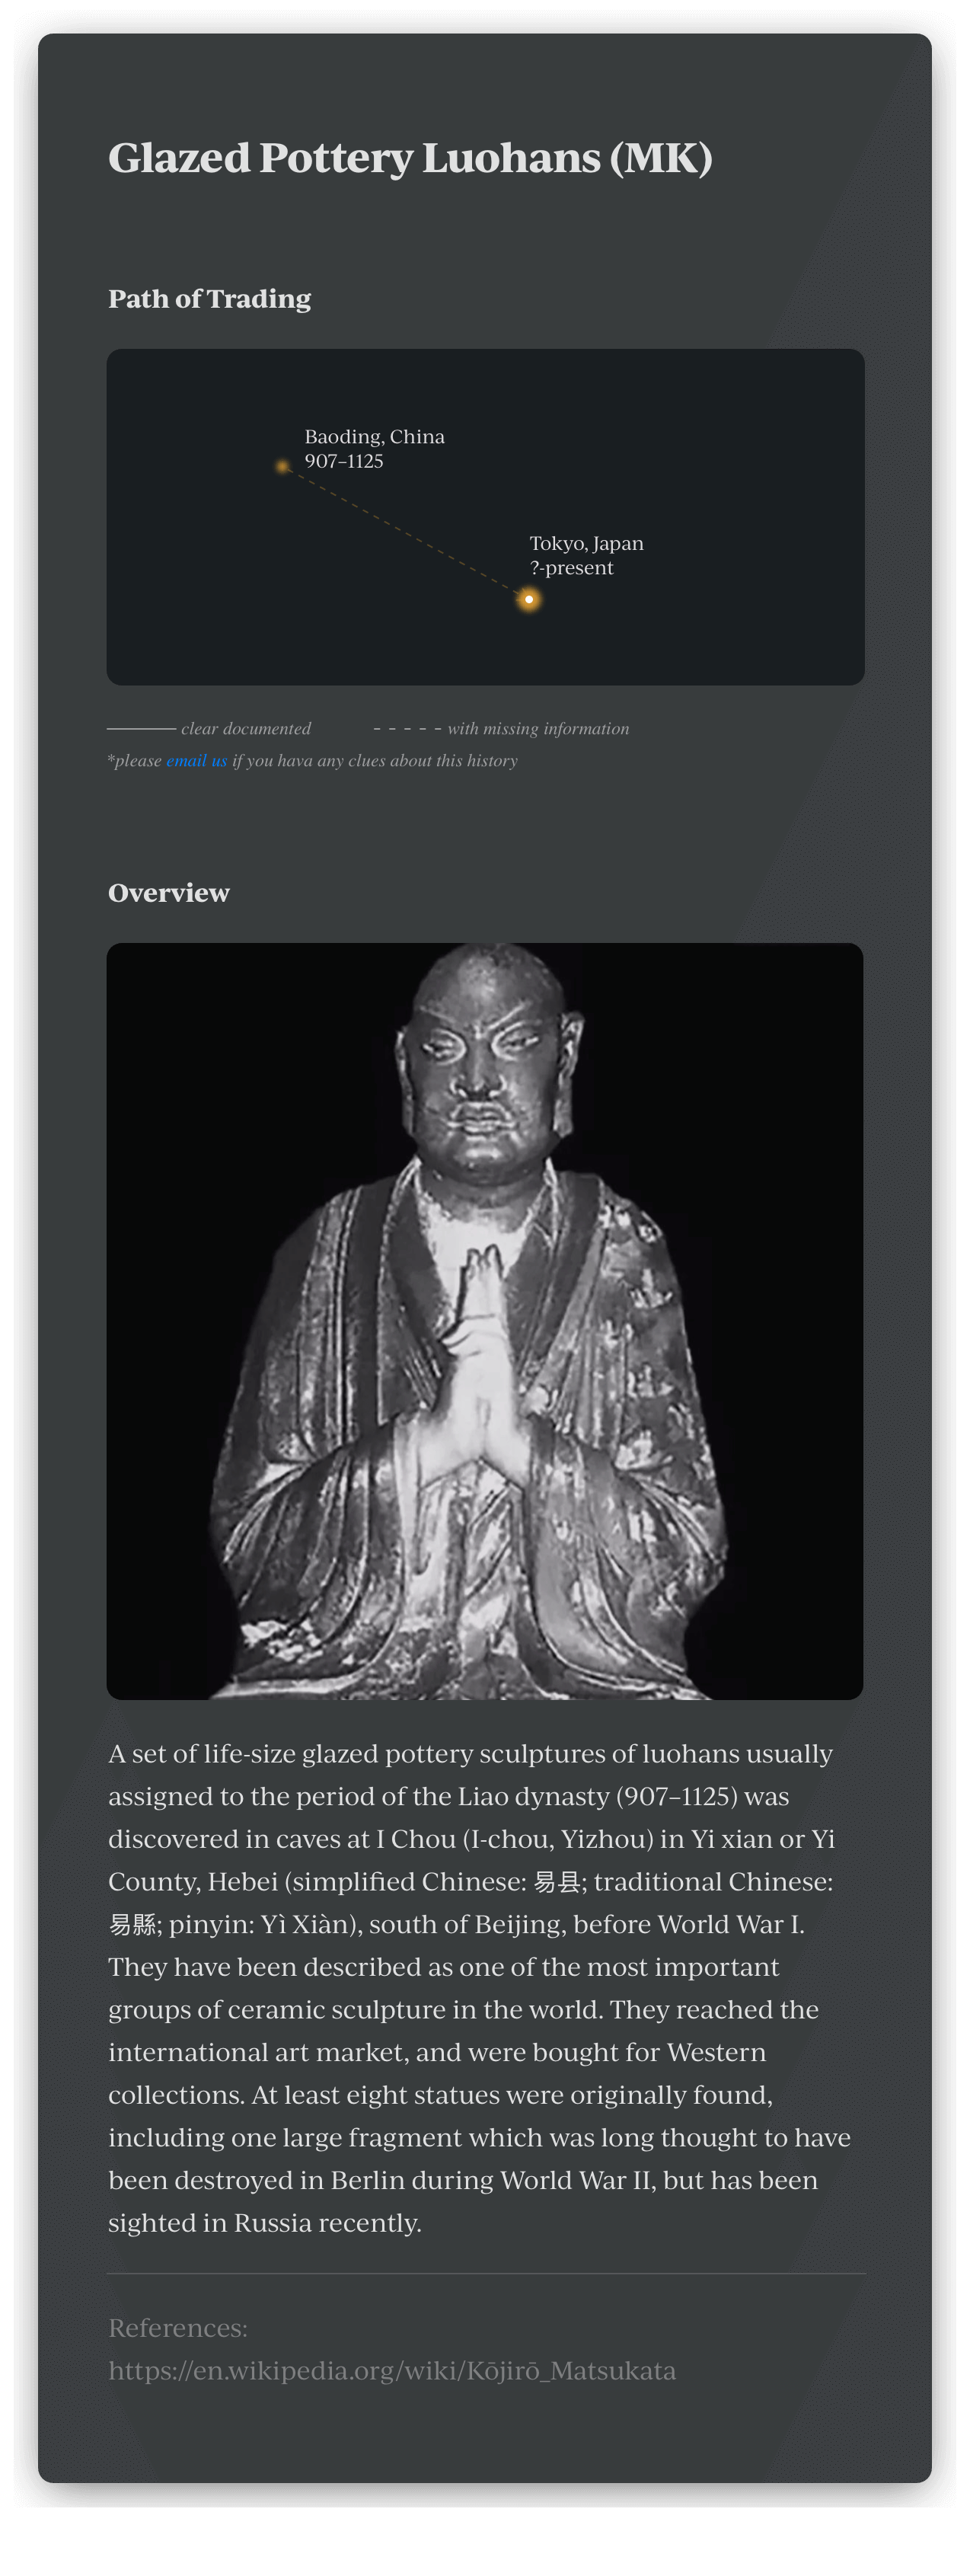 Glazed Pottery Luohans (MK)
Path of Trading
Baoding, China
907–1125
Tokyo, Japan
?-present
clear documented
with missing information
*please email us if you hava any clues about this history
Overview
A set of life-size glazed pottery sculptures of luohans usually
assigned to the period of the Liao dynasty (907–1125) was
discovered in caves at I Chou (I-chou, Yizhou) in Yi xian or Yi
County, Hebei (simplified Chinese: 易县; traditional Chinese:
易縣; pinyin: Yì Xiàn), south of Beijing, before World War I.
They have been described as one of the most important
groups of ceramic sculpture in the world. They reached the
international art market, and were bought for Western
collections. At least eight statues were originally found,
including one large fragment which was long thought to have
been destroyed in Berlin during World War II, but has been
sighted in Russia recently.
References:
https://en.wikipedia.org/wiki/Kōjirō_Matsukata